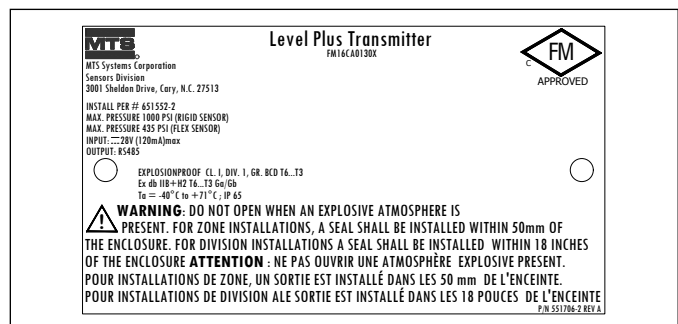 MTS
Level Plus Transmitter
FM16CA0130X
MTS Systems Corporation
Sensors Division
3001 Sheldon Drive, Cary, N.C. 27513
FM
C
APPROVED
INSTALL PER # 651552-2
MAX. PRESSURE 1000 PSI (RIGID SENSOR)
MAX. PRESSURE 435 PSI (FLEX SENSOR)
INPUT: ⎓28V (120mA)max
OUTPUT: RS485
EXPLOSIONPROOF CL. I, DIV. 1, GR. BCD T6...T3
Ex db IIB+H2 T6...T3 Ga/Gb
Ta = -40°C to +71°C ; IP 65
WARNING: DO NOT OPEN WHEN AN EXPLOSIVE ATMOSPHERE IS
PRESENT. FOR ZONE INSTALLATIONS, A SEAL SHALL BE INSTALLED WITHIN 50mm OF
THE ENCLOSURE. FOR DIVISION INSTALLATIONS A SEAL SHALL BE INSTALLED WITHIN 18 INCHES
OF THE ENCLOSURE ATTENTION : NE PAS OUVRIR UNE ATMOSPHÈRE EXPLOSIVE PRESENT.
POUR INSTALLATIONS DE ZONE, UN SORTIE EST INSTALLÉ DANS LES 50 mm DE L'ENCEINTE.
POUR INSTALLATIONS DE DIVISION ALE SORTIE EST INSTALLÉ DANS LES 18 POUCES DE L'ENCEINTE
P/N 551706-2 REV A